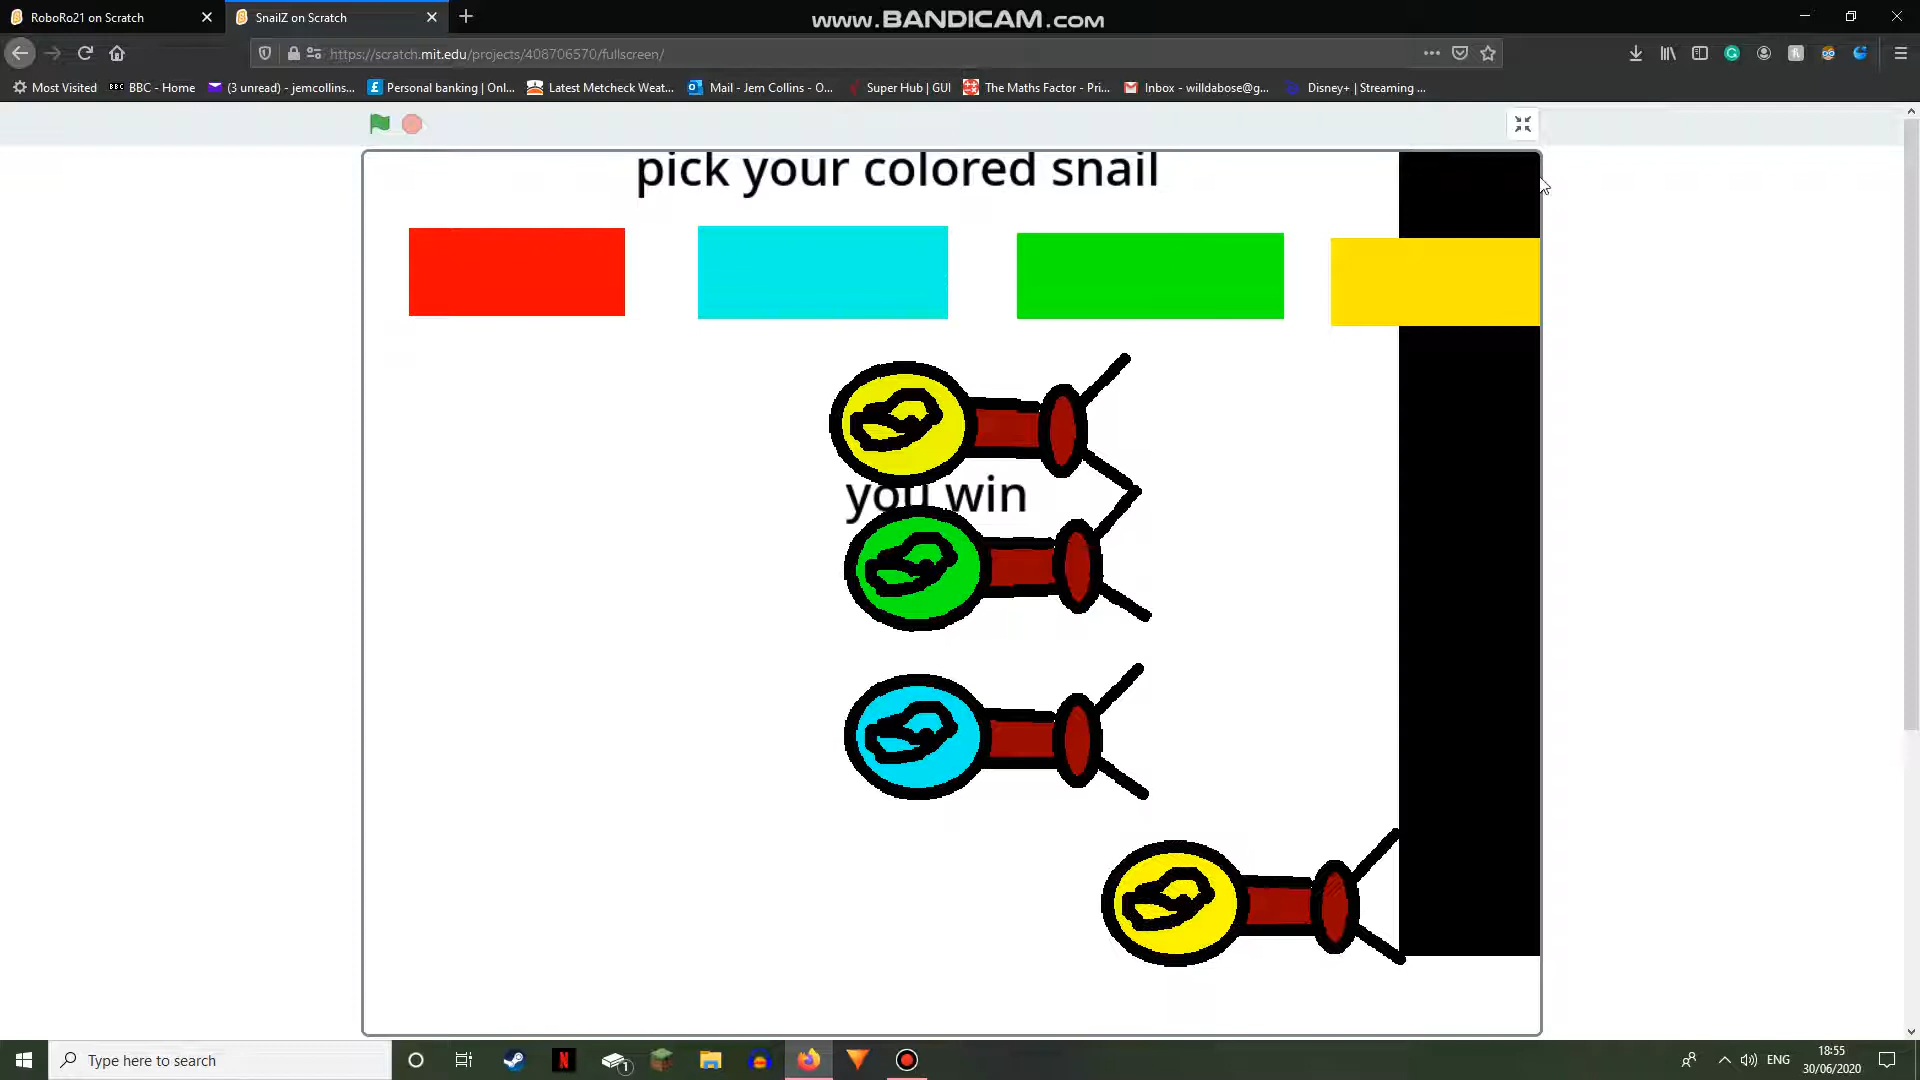 RoboRo21 on Scratch
SnailZ on Scratch
www.BANDICAM.com
https://scratch.mit.edu/projects/408706570/fullscreen/
Most Visited
BBC BBC - Home
(3 unread) - jemcollins...
Personal banking | Onl...
Latest Metcheck Weat...
Mail - Jem Collins - O...
Super Hub | GUI
The Maths Factor - Pri...
Inbox - willdabose@g...
Disney+ | Streaming ...
pick your colored snail
you win
Type here to search
1
ENG
18:55
30/06/2020